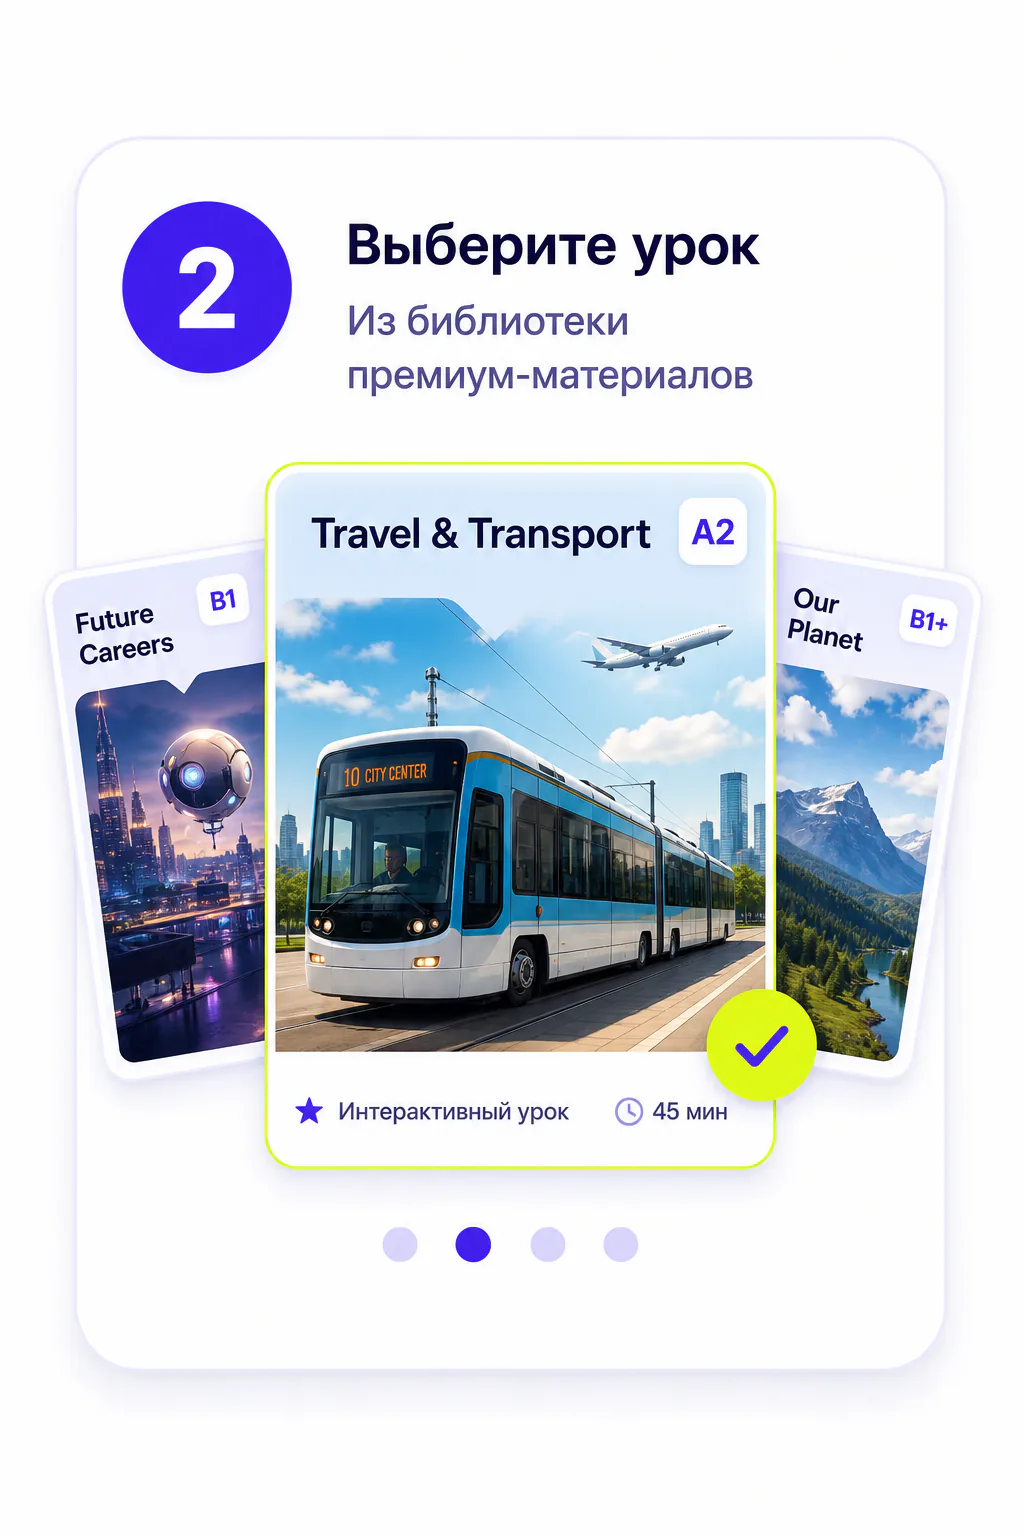 2
Выберите урок
Из библиотеки
премиум-материалов
Travel & Transport
A2
Future
Careers
B1
Our
Planet
B1+
10 CITY CENTER
Интерактивный урок
45 мин